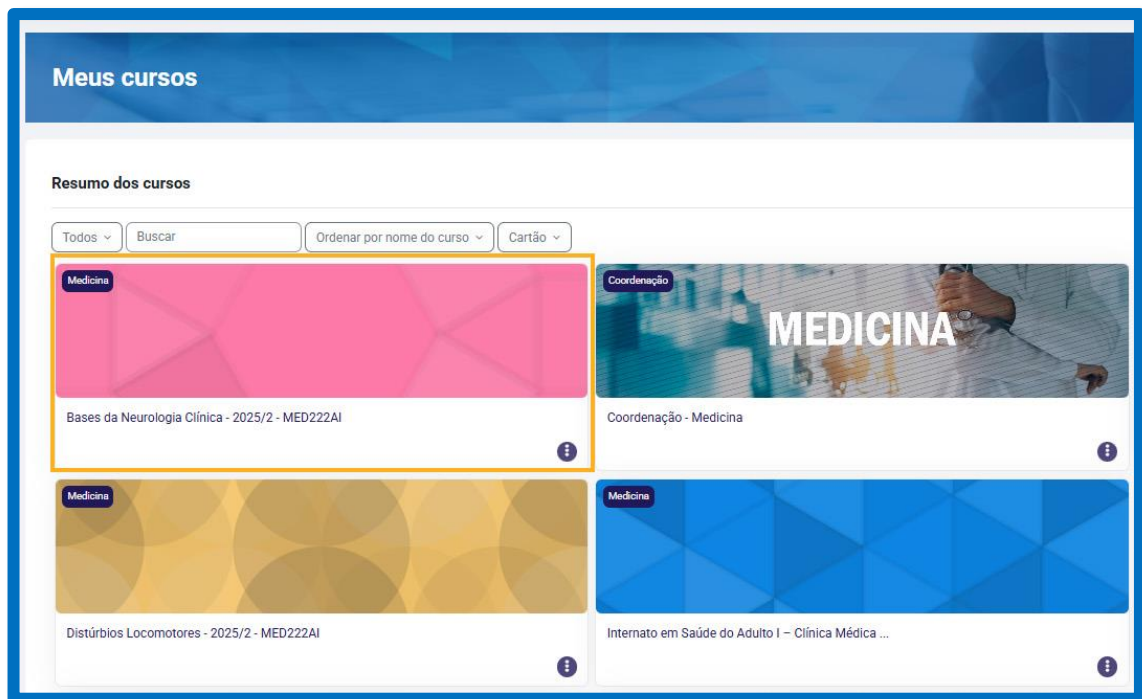 Meus cursos
Resumo dos cursos
Todos Buscar Ordenar por nome do curso Cartão
Medicina
Bases da Neurologia Clínica - 2025/2 - MED222AI
Coordenação
MEDICINA
Coordenação - Medicina
Medicina
Distúrbios Locomotores - 2025/2 - MED222AI
Medicina
Internato em Saúde do Adulto I – Clínica Médica ...